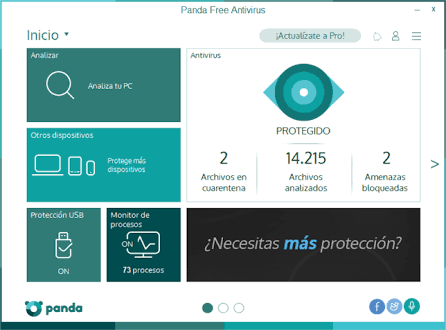 Panda Free Antivirus
Inicio
¡Actualízate a Pro!
Analizar
Analiza tu PC
Otros dispositivos
Protege más
dispositivos
Protección USB
ON
Monitor de
procesos
ON
73 procesos
Antivirus
PROTEGIDO
2
Archivos en
cuarentena
14.215
Archivos
analizados
2
Amenazas
bloqueadas
¿Necesitas más protección?
panda